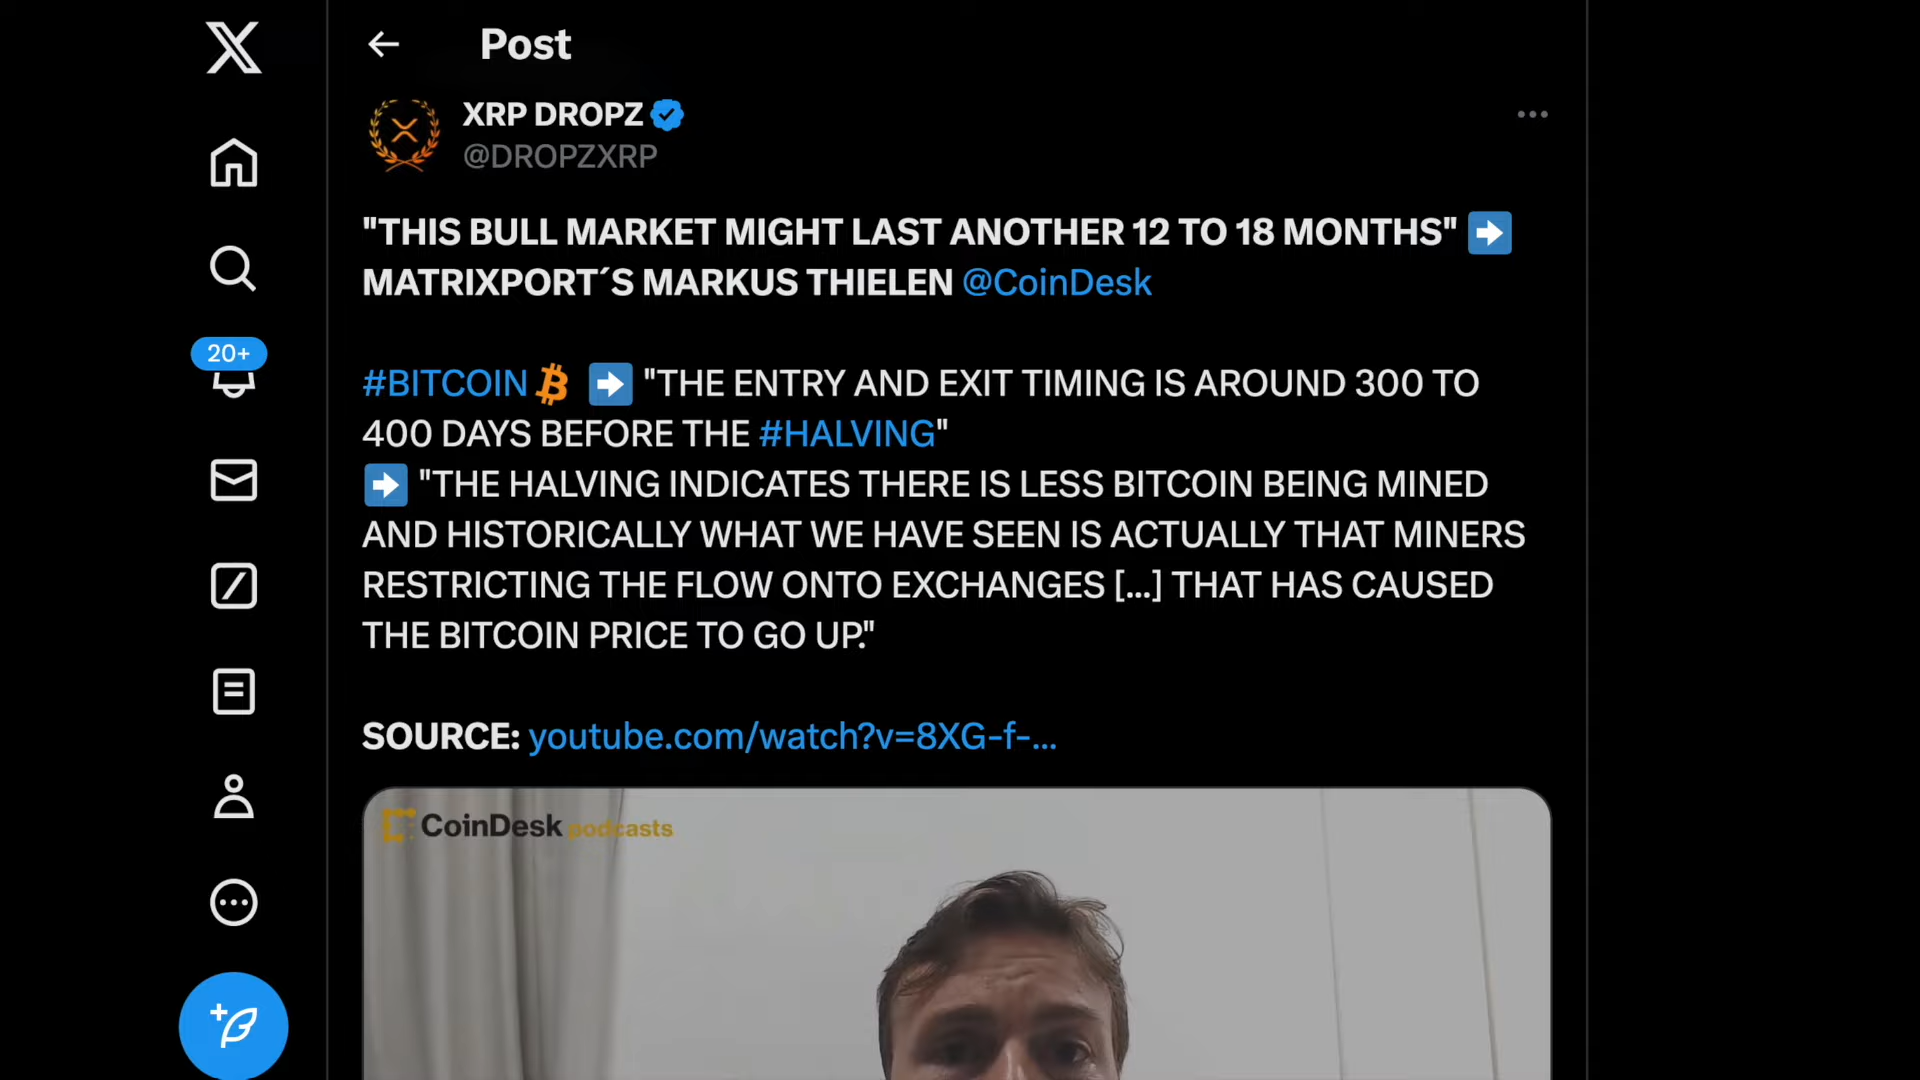 Post
XRP DROPZ
@DROPZXRP
"THIS BULL MARKET MIGHT LAST ANOTHER 12 TO 18 MONTHS" ➡️
MATRIXPORT´S MARKUS THIELEN @CoinDesk
#BITCOIN ➡️ "THE ENTRY AND EXIT TIMING IS AROUND 300 TO
400 DAYS BEFORE THE #HALVING"
➡️ "THE HALVING INDICATES THERE IS LESS BITCOIN BEING MINED
AND HISTORICALLY WHAT WE HAVE SEEN IS ACTUALLY THAT MINERS
RESTRICTING THE FLOW ONTO EXCHANGES [...] THAT HAS CAUSED
THE BITCOIN PRICE TO GO UP."
SOURCE: youtube.com/watch?v=8XG-f-...
CoinDesk podcasts
20+